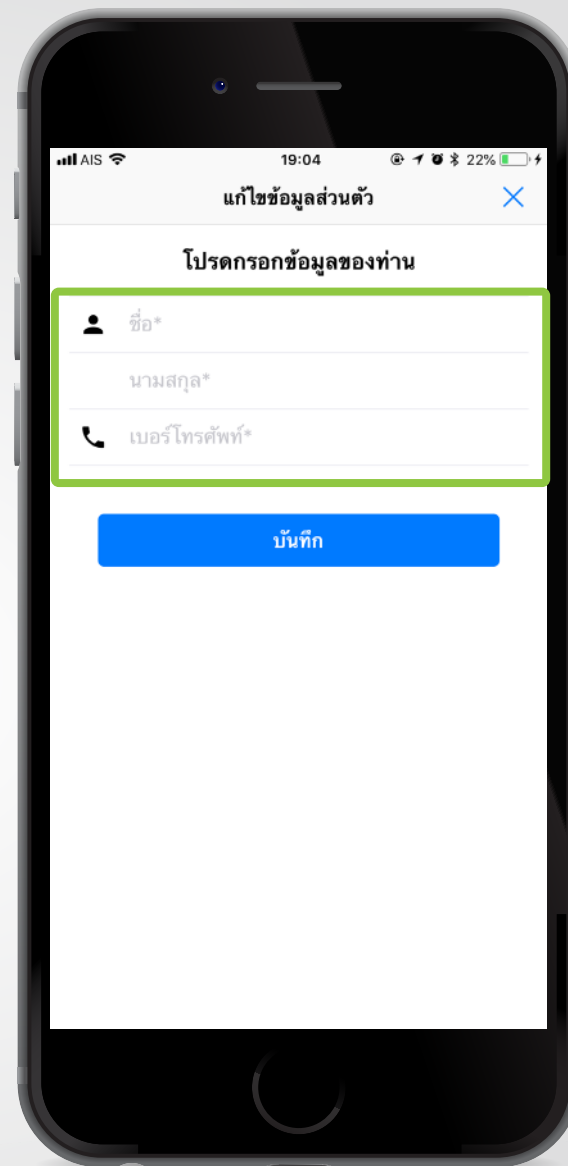 AIS 19:04 22%
แก้ไขข้อมูลส่วนตัว
โปรดกรอกข้อมูลของท่าน
ชื่อ*
นามสกุล*
เบอร์โทรศัพท์*
บันทึก